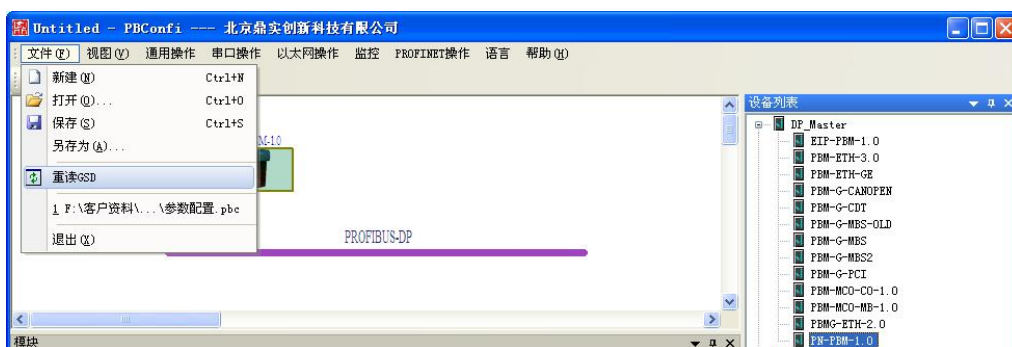 Untitled - PBConfi --- 北京鼎实创新科技有限公司
文件(F) 视图(V) 通用操作 串口操作 以太网操作 监控 PROFINET操作 语言 帮助(H)
新建(N) Ctrl+N
打开(O)... Ctrl+O
保存(S) Ctrl+S
另存为(A)...
重读GSD
1 F:\客户资料\...\参数配置.pbc
退出(X)
M-1.0
PROFIBUS-DP
模块
设备列表
DP_Master
EIP-PBM-1.0
PBM-ETH-3.0
PBM-ETH-GE
PBM-G-CANOPEN
PBM-G-CDT
PBM-G-MBS-OLD
PBM-G-MBS
PBM-G-MBS2
PBM-G-PCI
PBM-MCO-CO-1.0
PBM-MCO-MB-1.0
PBMG-ETH-2.0
PN-PBM-1.0